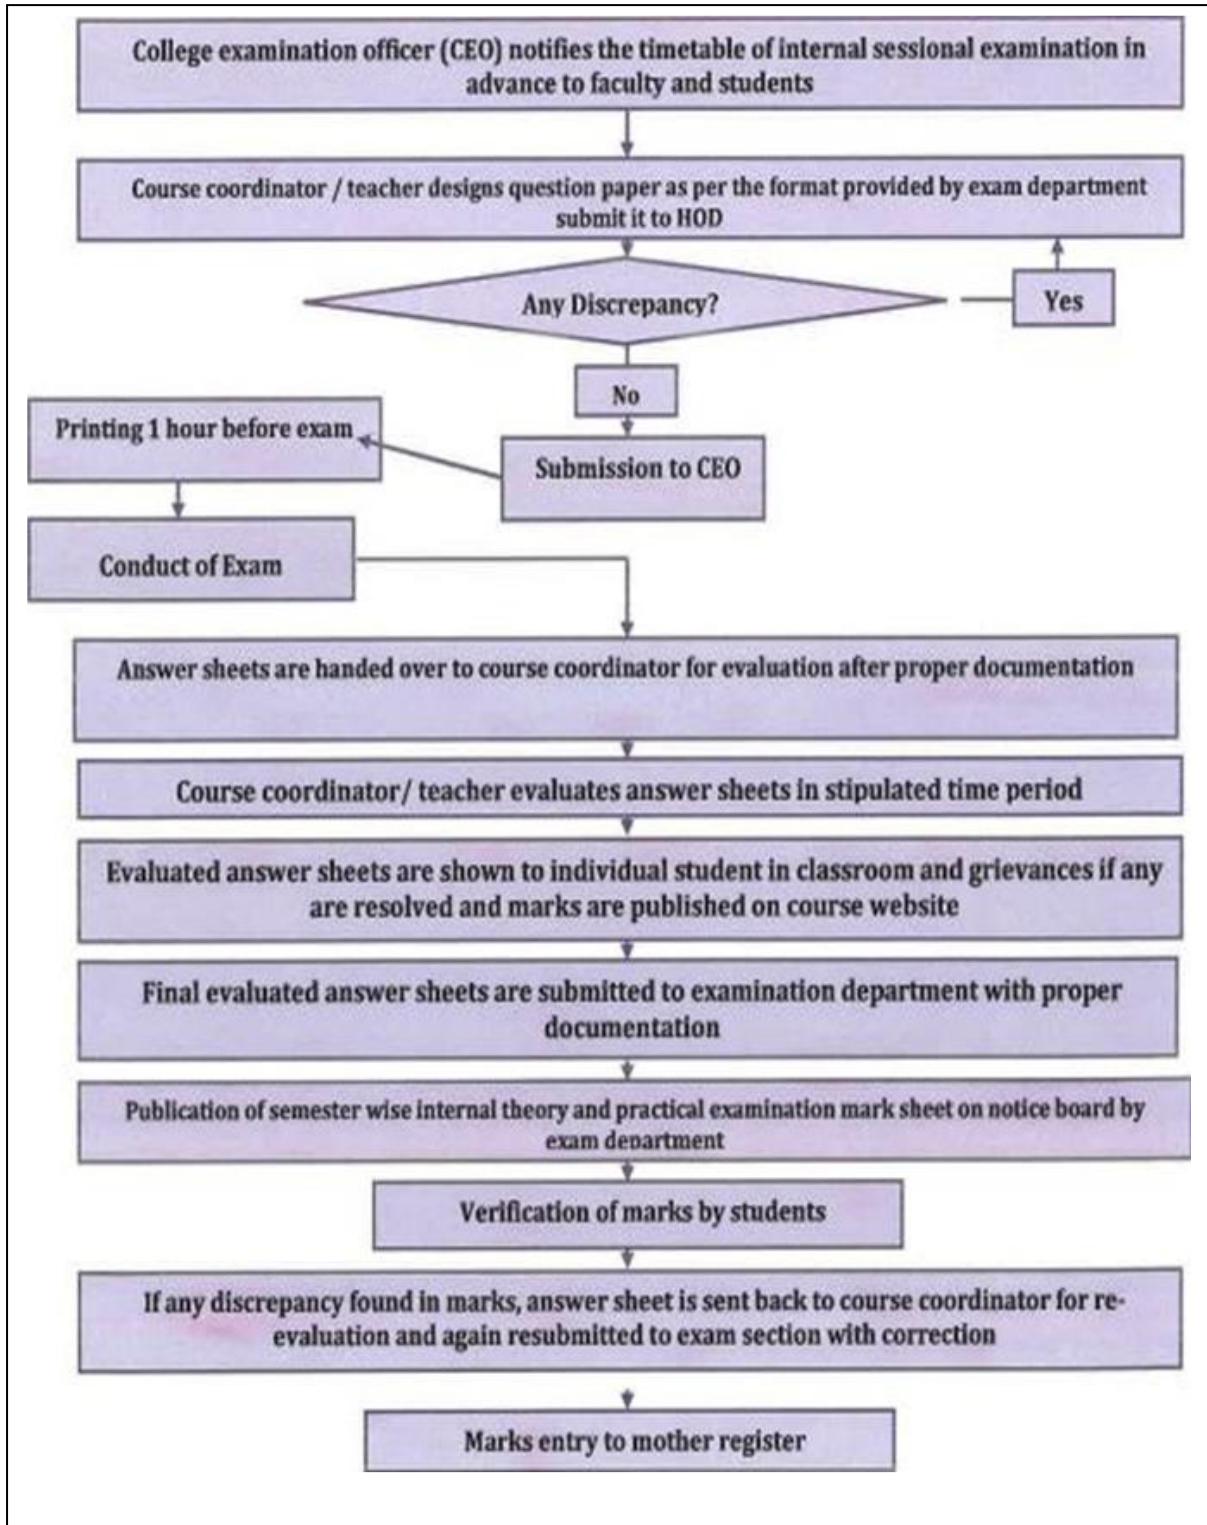 College examination officer (CEO) notifies the timetable of internal sessional examination in
advance to faculty and students
Course coordinator / teacher designs question paper as per the format provided by exam department
submit it to HOD
Any Discrepancy?
Yes
No
Printing 1 hour before exam
Submission to CEO
Conduct of Exam
Answer sheets are handed over to course coordinator for evaluation after proper documentation
Course coordinator/ teacher evaluates answer sheets in stipulated time period
Evaluated answer sheets are shown to individual student in classroom and grievances if any
are resolved and marks are published on course website
Final evaluated answer sheets are submitted to examination department with proper
documentation
Publication of semester wise internal theory and practical examination mark sheet on notice board by
exam department
Verification of marks by students
If any discrepancy found in marks, answer sheet is sent back to course coordinator for re-
evaluation and again resubmitted to exam section with correction
Marks entry to mother register